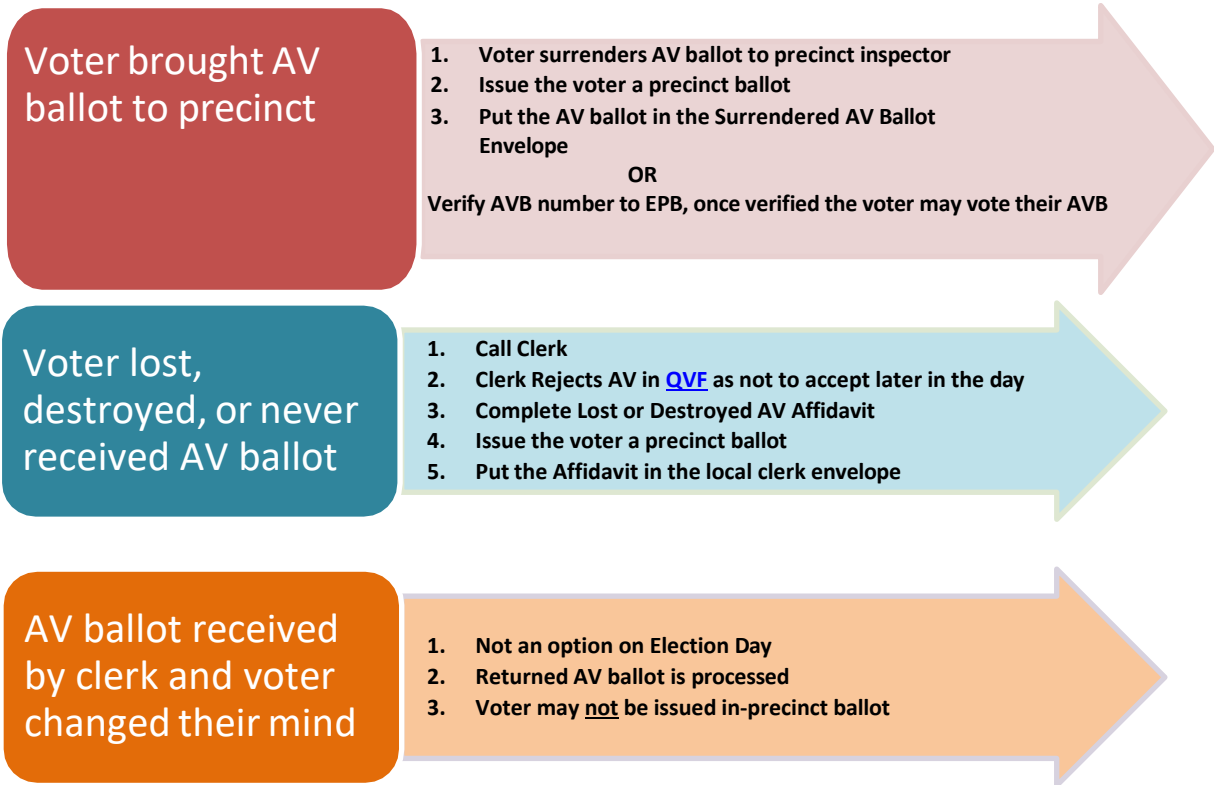 Voter brought AV
ballot to precinct
1. Voter surrenders AV ballot to precinct inspector
2. Issue the voter a precinct ballot
3. Put the AV ballot in the Surrendered AV Ballot
Envelope
OR
Verify AVB number to EPB, once verified the voter may vote their AVB
Voter lost,
destroyed, or never
received AV ballot
1. Call Clerk
2. Clerk Rejects AV in QVF as not to accept later in the day
3. Complete Lost or Destroyed AV Affidavit
4. Issue the voter a precinct ballot
5. Put the Affidavit in the local clerk envelope
AV ballot received
by clerk and voter
changed their mind
1. Not an option on Election Day
2. Returned AV ballot is processed
3. Voter may not be issued in-precinct ballot